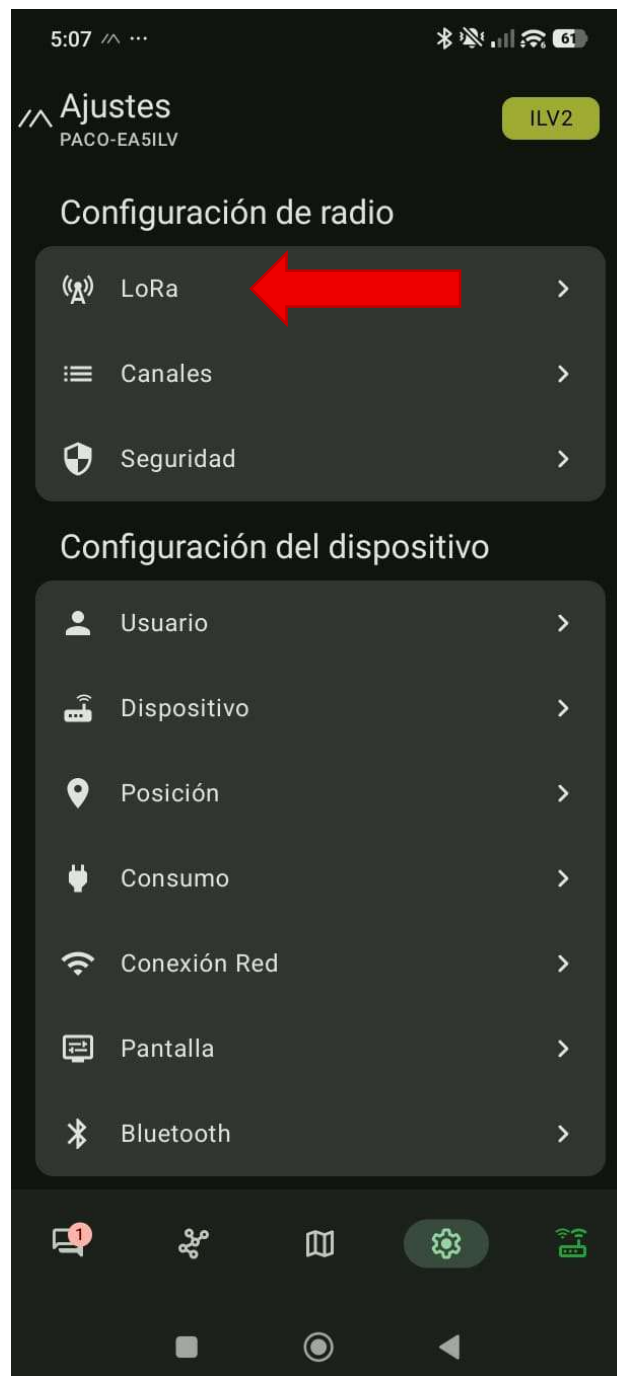 5:07 ... 61
Ajustes
PACO-EA5ILV
ILV2
Configuración de radio
LoRa
Canales
Seguridad
Configuración del dispositivo
Usuario
Dispositivo
Posición
Consumo
Conexión Red
Pantalla
Bluetooth
1